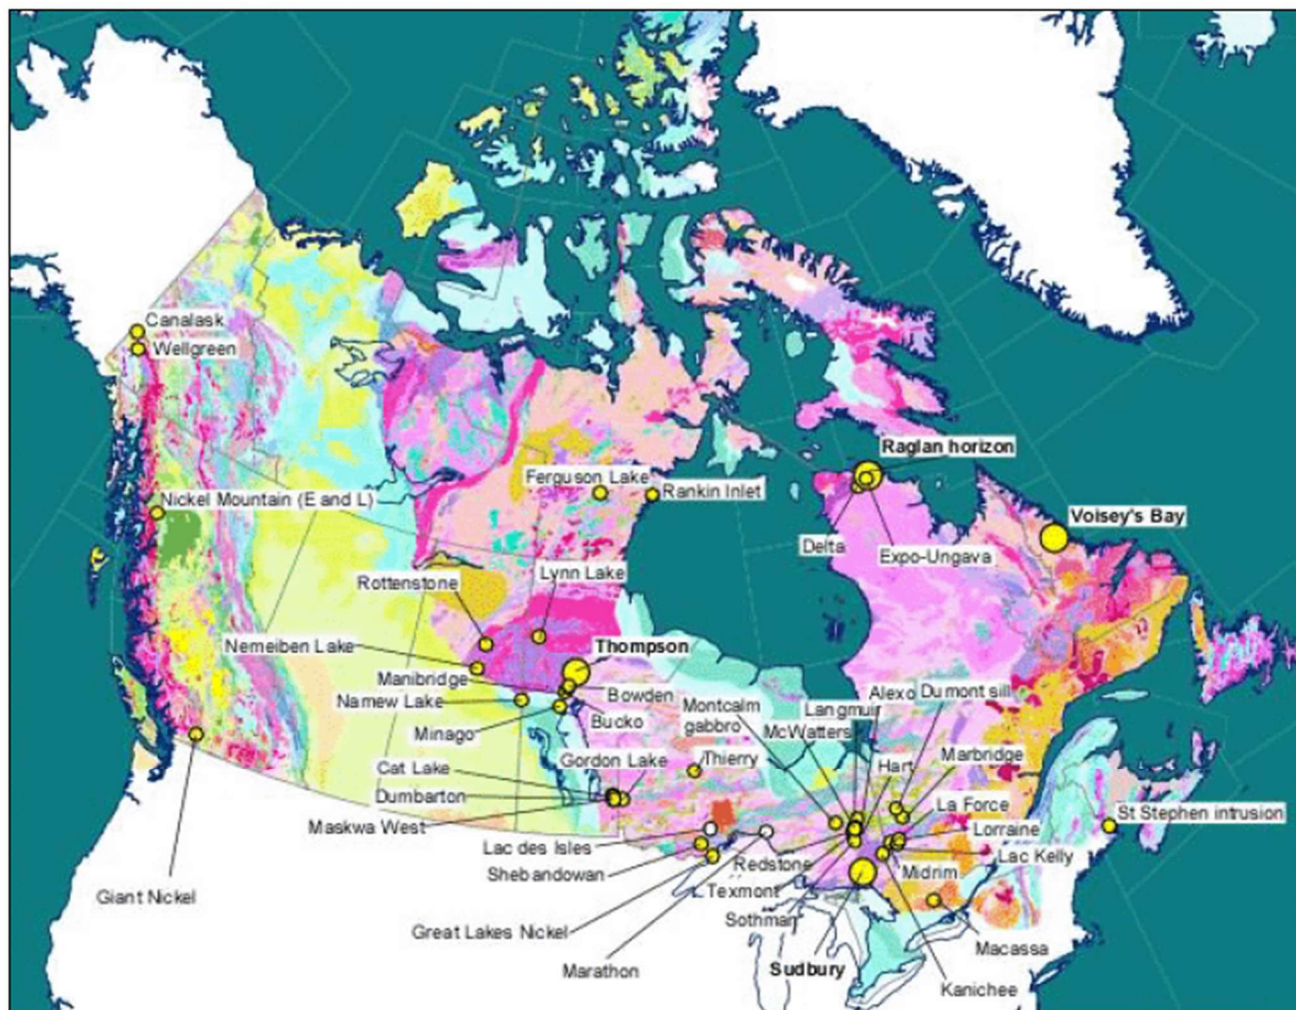 Canalask
Wellgreen
Raglan horizon
Ferguson Lake
Rankin Inlet
Nickel Mountain (E and L)
Voisey's Bay
Delta
Expo-Ungava
Rottenstone
Lynn Lake
Nemeiben Lake
Thompson
Manibridge
Namew Lake
Bowden
Bucko
Minago
Montcalm
gabbro
Langmuir
Alexo
Dumont sill
McWatters
Marbridge
Hart
Gordon Lake
Thierry
Cat Lake
Dumbarton
Maskwa West
La Force
St Stephen intrusion
Lorraine
Lac des Isles
Lac Kelly
Shebandowan
Redstone
Midrim
Texmont
Giant Nickel
Sothman
Great Lakes Nickel
Macassa
Marathon
Sudbury
Kanichee